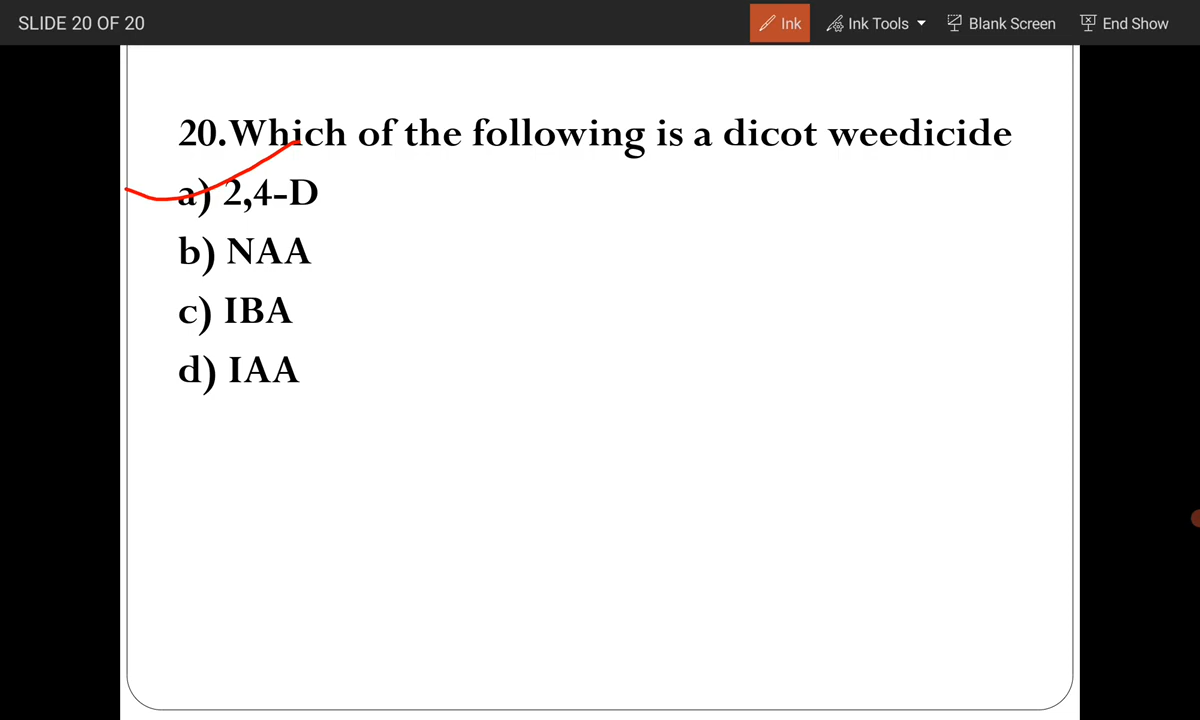 SLIDE 20 OF 20 Ink Ink Tools Blank Screen End Show
20.Which of the following is a dicot weedicide
a) 2,4-D
b) NAA
c) IBA
d) IAA